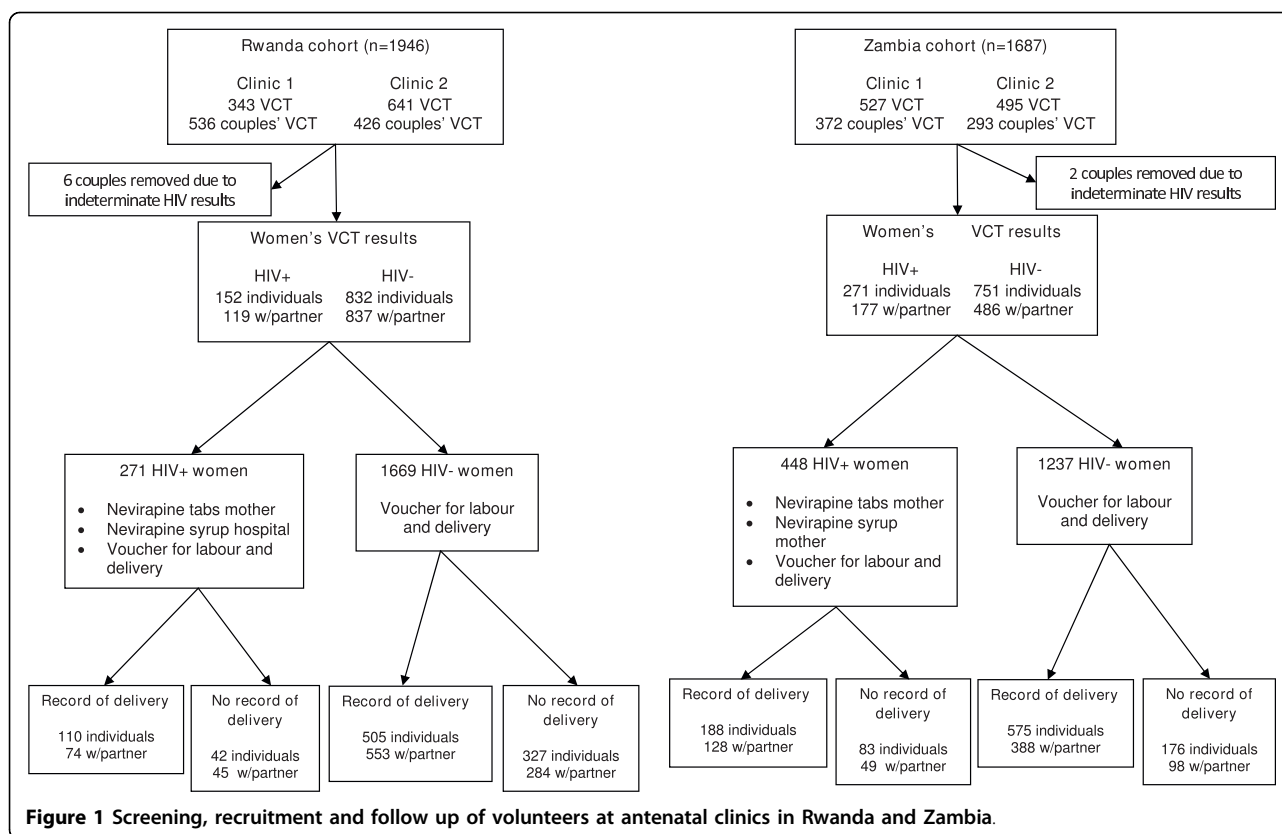 Rwanda cohort (n=1946)
Clinic 1 Clinic 2
343 VCT 641 VCT
536 couples' VCT 426 couples' VCT
6 couples removed due to
indeterminate HIV results
Women's VCT results
HIV+ HIV-
152 individuals 832 individuals
119 w/partner 837 w/partner
271 HIV+ women
• Nevirapine tabs mother
• Nevirapine syrup hospital
• Voucher for labour and
delivery
1669 HIV- women
Voucher for labour
and delivery
Record of delivery
110 individuals
74 w/partner
No record of
delivery
42 individuals
45 w/partner
Record of delivery
505 individuals
553 w/partner
No record of
delivery
327 individuals
284 w/partner
Zambia cohort (n=1687)
Clinic 1 Clinic 2
527 VCT 495 VCT
372 couples' VCT 293 couples' VCT
2 couples removed due to
indeterminate HIV results
Women's VCT results
HIV+ HIV-
271 individuals 751 individuals
177 w/partner 486 w/partner
448 HIV+ women
• Nevirapine tabs mother
• Nevirapine syrup
mother
• Voucher for labour and
delivery
1237 HIV- women
Voucher for labour
and delivery
Record of delivery
188 individuals
128 w/partner
No record of
delivery
83 individuals
49 w/partner
Record of delivery
575 individuals
388 w/partner
No record of
delivery
176 individuals
98 w/partner
Figure 1 Screening, recruitment and follow up of volunteers at antenatal clinics in Rwanda and Zambia.